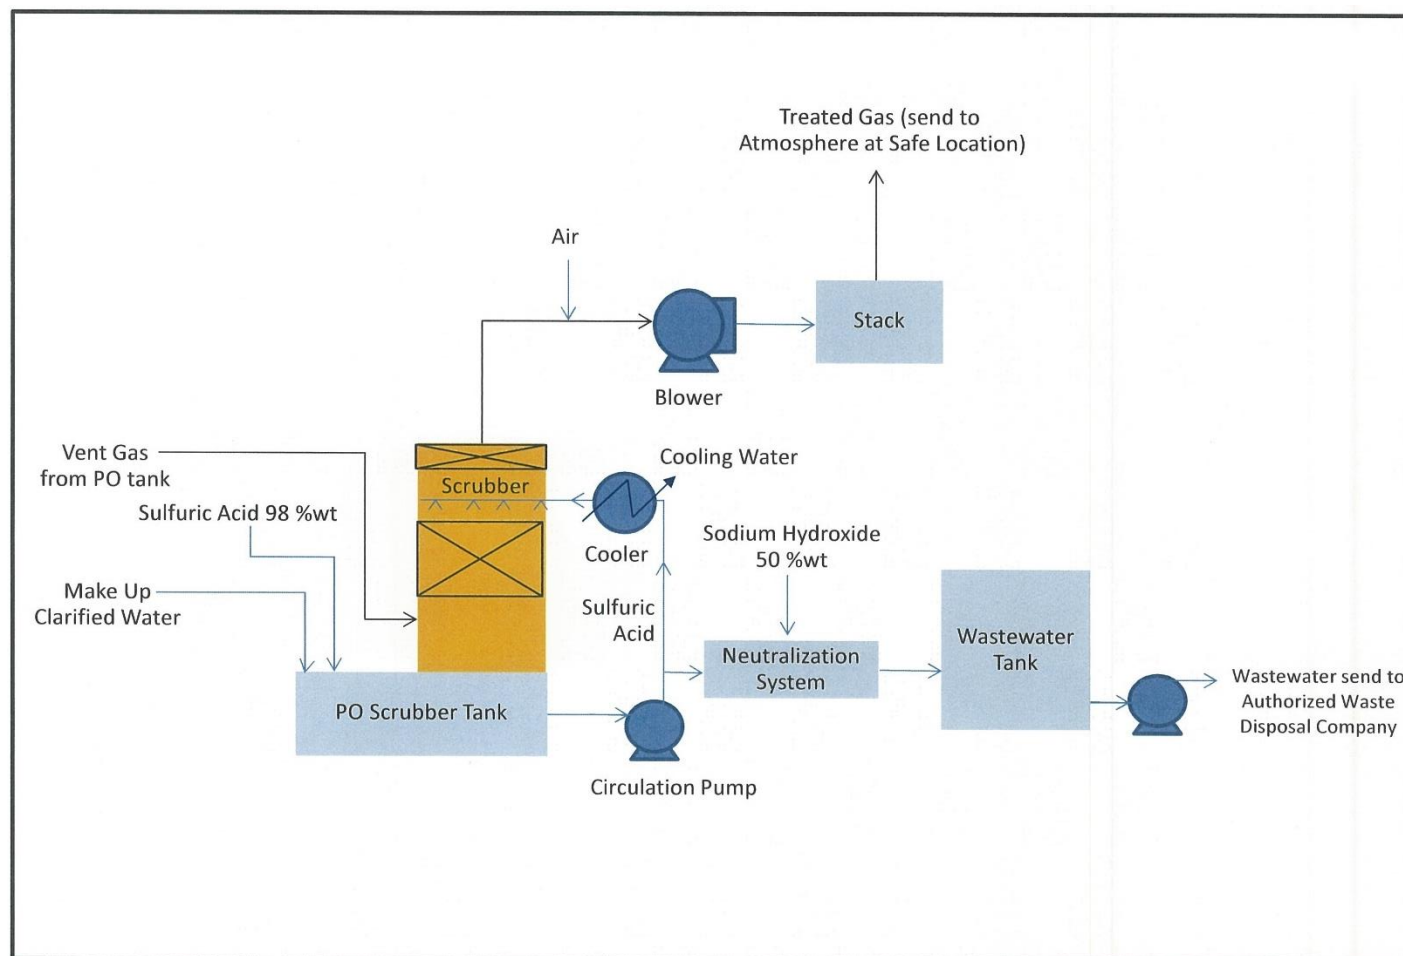 Treated Gas (send to
Atmosphere at Safe Location)
Air
Stack
Blower
Vent Gas
from PO tank
Scrubber
Cooling Water
Sulfuric Acid 98 %wt
Cooler
Sodium Hydroxide
50 %wt
Make Up
Clarified Water
Sulfuric
Acid
Neutralization
System
Wastewater
Tank
PO Scrubber Tank
Wastewater send to
Authorized Waste
Disposal Company
Circulation Pump